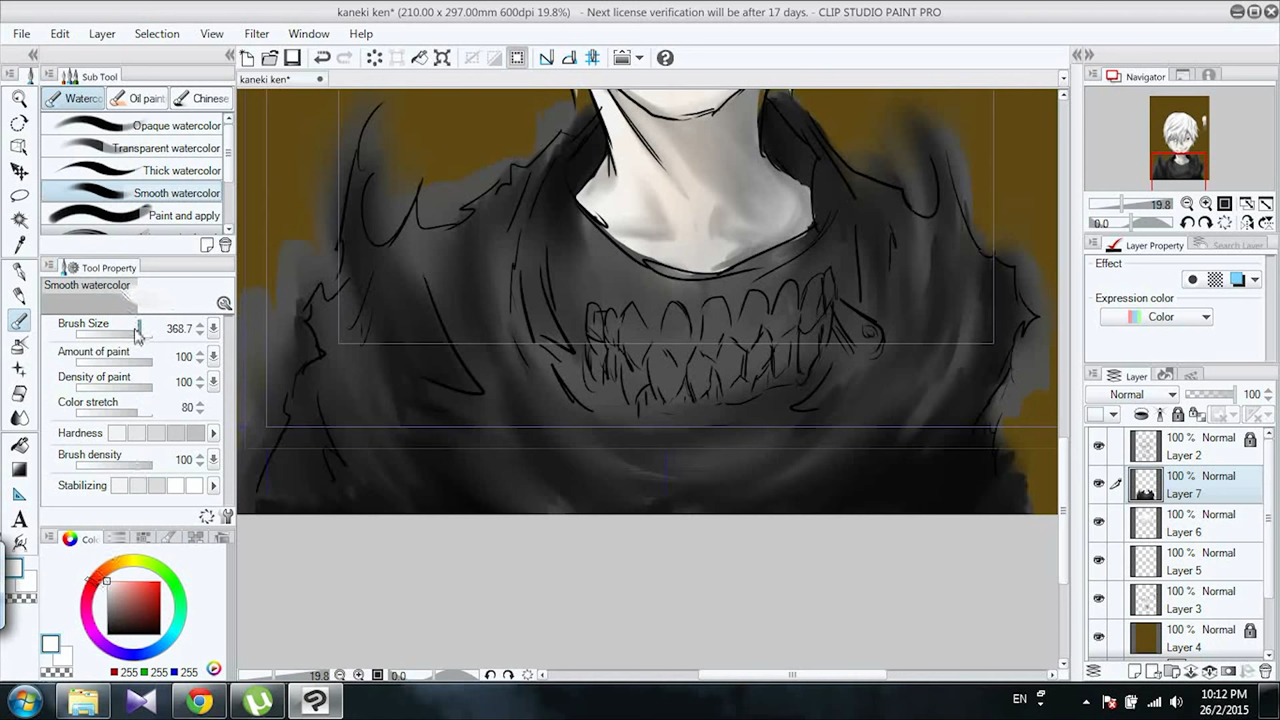 kaneki ken* (210.00 x 297.00mm 600dpi 19.8%)  - Next license verification will be after 17 days. - CLIP STUDIO PAINT PRO
File Edit Layer Selection View Filter Window Help
Sub Tool
kaneki ken*
Navigator
Waterco Oil paint Chinese
Opaque watercolor
Transparent watercolor
Thick watercolor
Smooth watercolor
Paint and apply
19.8
0.0
Layer Property Search Layer
Tool Property
Effect
Smooth watercolor
Expression color
Color
Brush Size 368.7
Amount of paint 100
Density of paint 100
Color stretch 80
Hardness
Brush density 100
Stabilizing
Layer
Normal 100
100 % Normal
Layer 2
100 % Normal
Layer 7
100 % Normal
Layer 6
100 % Normal
Layer 5
100 % Normal
Layer 3
100 % Normal
Layer 4
Colo
255 255 255
19.8 0.0
EN
10:12 PM
26/2/2015